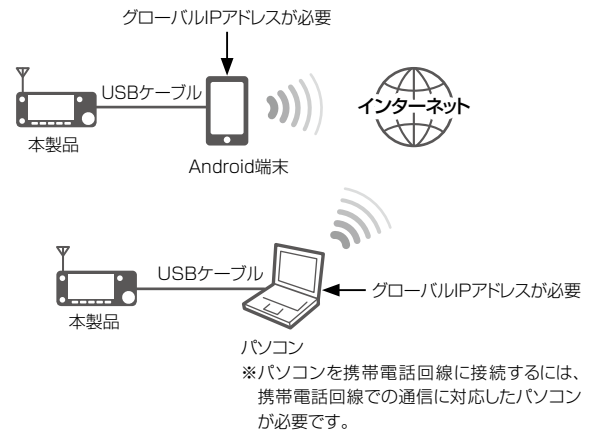 グローバルIPアドレスが必要
USBケーブル
インターネット
本製品
Android端末
USBケーブル
グローバルIPアドレスが必要
本製品
パソコン
※パソコンを携帯電話回線に接続するには、
携帯電話回線での通信に対応したパソコン
が必要です。